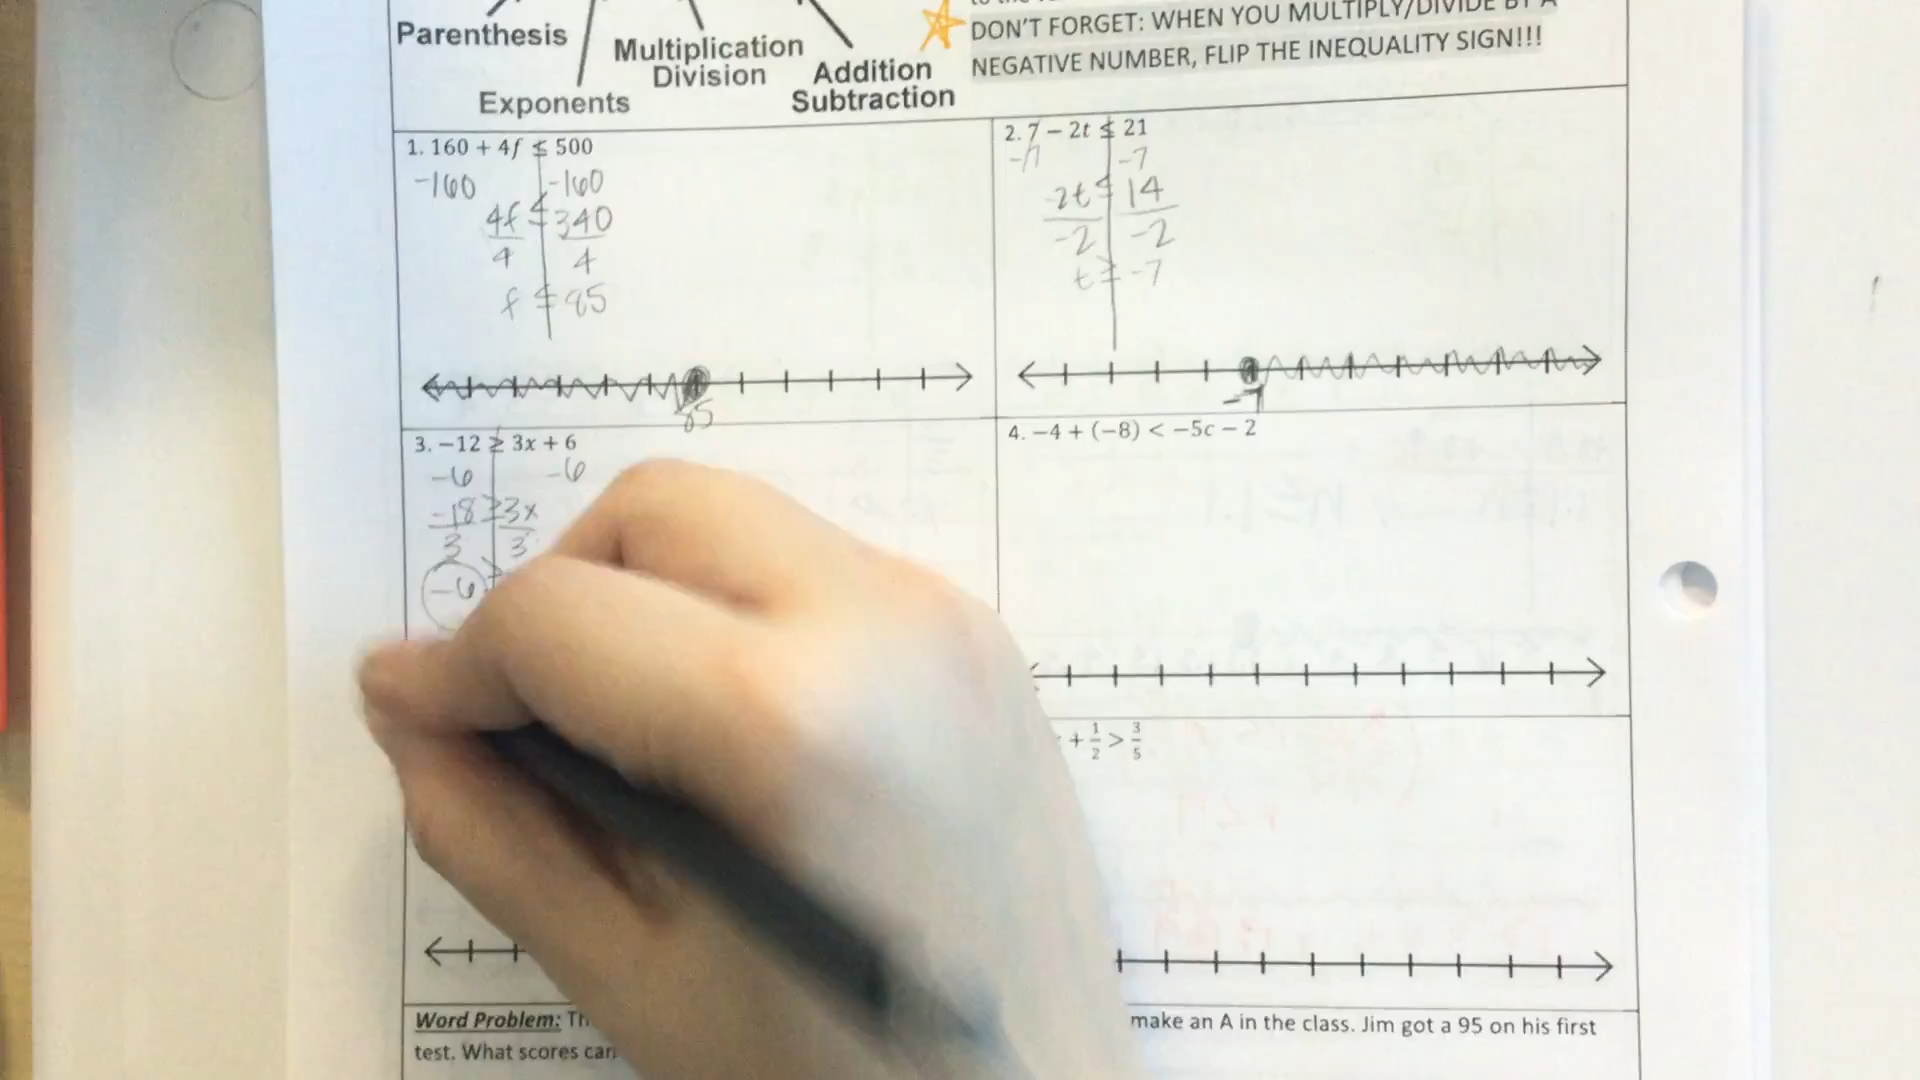 Parenthesis
Exponents
Multiplication
Division
Addition
Subtraction
DON'T FORGET: WHEN YOU MULTIPLY/DIVIDE BY A
NEGATIVE NUMBER, FLIP THE INEQUALITY SIGN!!!
1. 160 + 4f ≤ 500
-160 -160
4f ≤ 340
4 4
f ≤ 85
85
2. 7 − 2t ≤ 21
-7 -7
-2t ≤ 14
-2 -2
t ≥ -7
-7
3. −12 ≥ 3x + 6
-6 -6
-18 ≥ 3x
3 3
-6 ≥
4. −4 + (−8) < −5c − 2
+ 1/2 > 3/5
Word Problem:
make an A in the class. Jim got a 95 on his first
test. What scores can